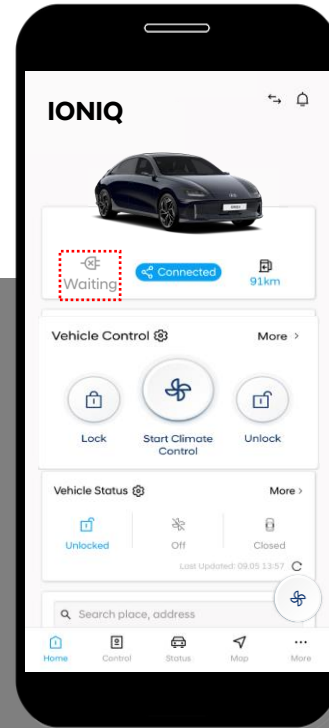 IONIQ
Waiting
Connected
91km
Vehicle Control
More >
Lock
Start Climate
Control
Unlock
Vehicle Status
More >
Unlocked
Off
Closed
Last Updated: 09.05 13:57
Search place, address
Home
Control
Status
Map
More